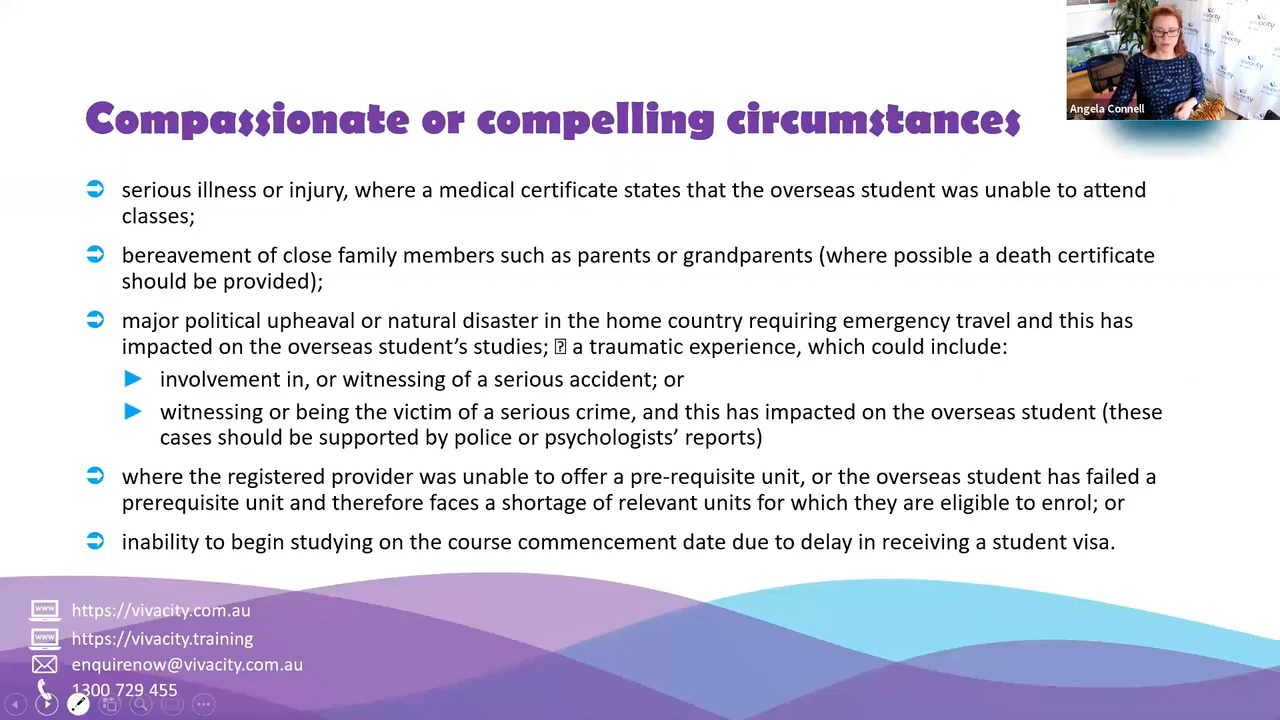 vivacity
Angela Connell
Compassionate or compelling circumstances
serious illness or injury, where a medical certificate states that the overseas student was unable to attend
classes;
bereavement of close family members such as parents or grandparents (where possible a death certificate
should be provided);
major political upheaval or natural disaster in the home country requiring emergency travel and this has
impacted on the overseas student’s studies; ⍰ a traumatic experience, which could include:
involvement in, or witnessing of a serious accident; or
witnessing or being the victim of a serious crime, and this has impacted on the overseas student (these
cases should be supported by police or psychologists’ reports)
where the registered provider was unable to offer a pre-requisite unit, or the overseas student has failed a
prerequisite unit and therefore faces a shortage of relevant units for which they are eligible to enrol; or
inability to begin studying on the course commencement date due to delay in receiving a student visa.
https://vivacity.com.au
https://vivacity.training
enquirenow@vivacity.com.au
1300 729 455